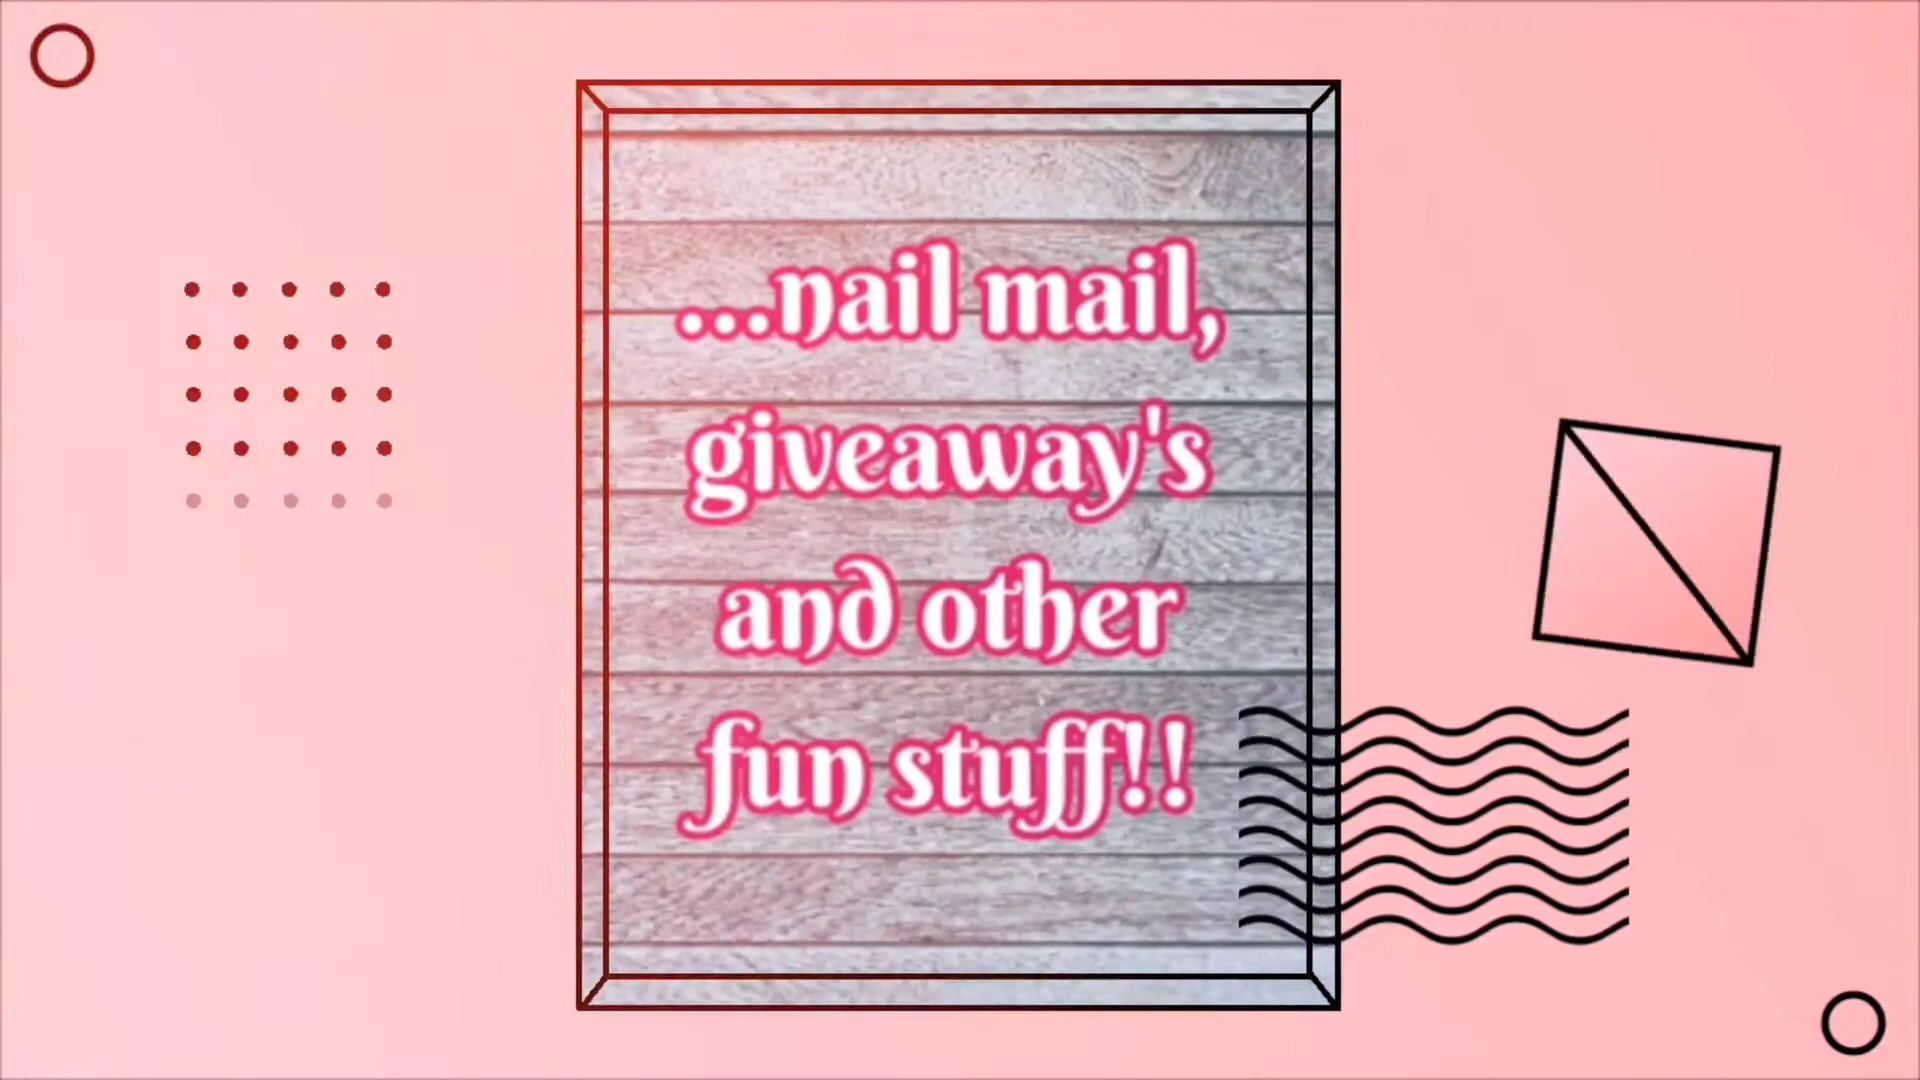 ...nail mail,
giveaway's
and other
fun stuff!!